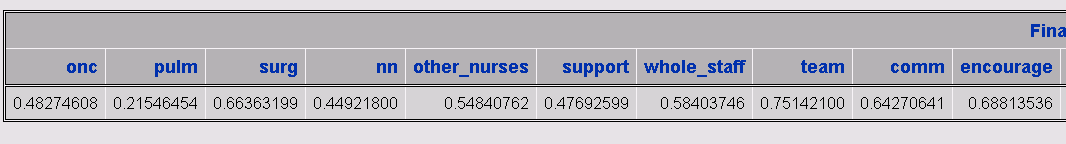 Fina
onc pulm surg nn other_nurses support whole_staff team comm encourage
0.48274608 0.21546454 0.66363199 0.44921800 0.54840762 0.47692599 0.58403746 0.75142100 0.64270641 0.68813536